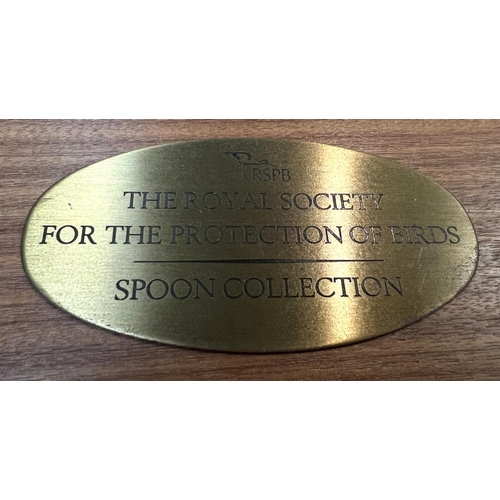 RSPB
THE ROYAL SOCIETY
FOR THE PROTECTION OF BIRDS
SPOON COLLECTION